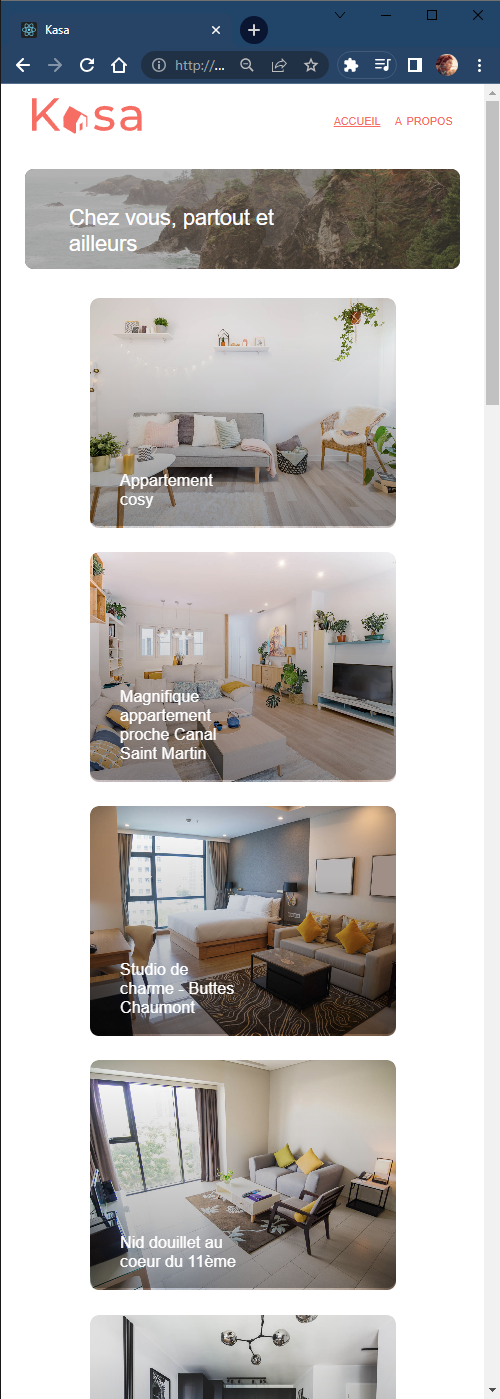 Kasa
http://...
Kasa
ACCUEIL A PROPOS
Chez vous, partout et
ailleurs
Appartement
cosy
Magnifique
appartement
proche Canal
Saint Martin
Studio de
charme - Buttes
Chaumont
Nid douillet au
coeur du 11ème